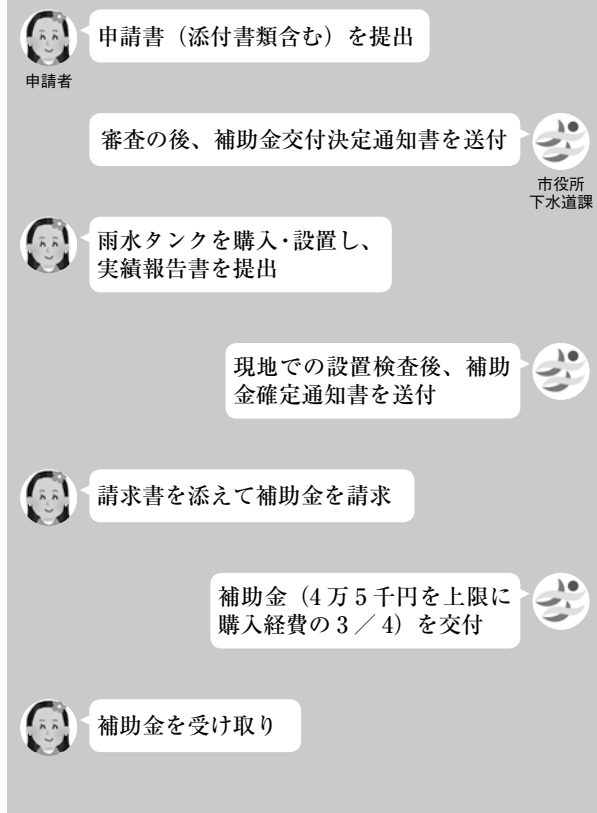 申請書（添付書類含む）を提出
申請者
審査の後、補助金交付決定通知書を送付
市役所
下水道課
雨水タンクを購入・設置し、
実績報告書を提出
現地での設置検査後、補助
金確定通知書を送付
請求書を添えて補助金を請求
補助金（4万5千円を上限に
購入経費の3／4）を交付
補助金を受け取り